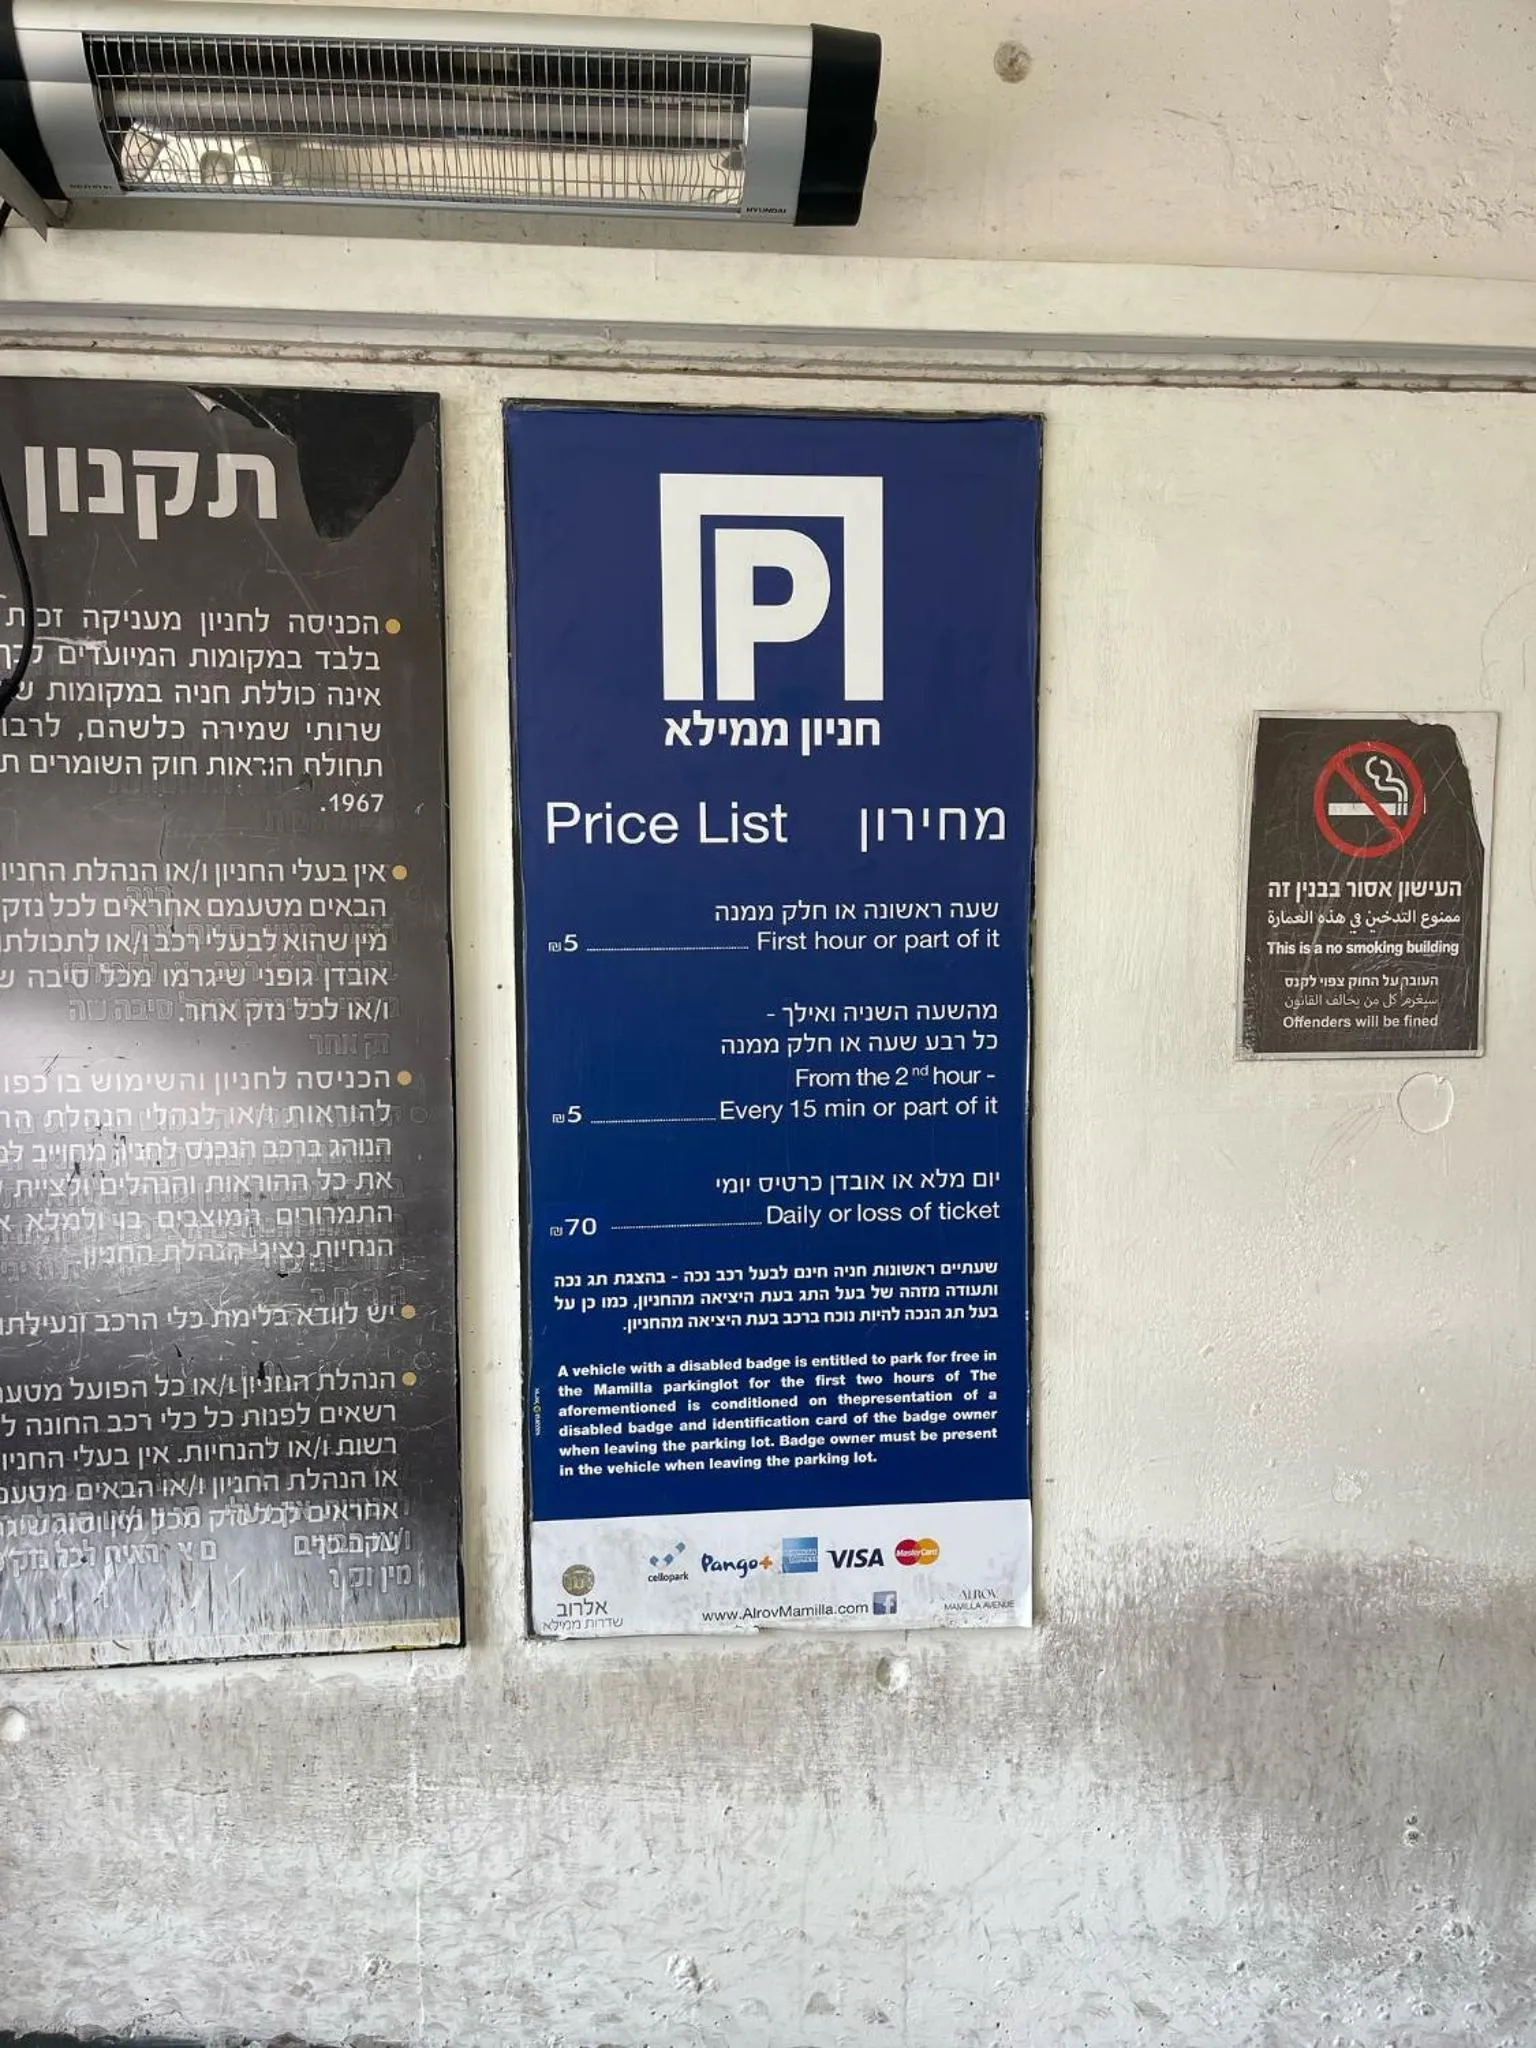 HYUNDAI
תקנון
הכניסה לחניון מעניקה זכות
בלבד במקומות המיועדים לכך
אינה כוללת חניה במקומות
שרותי שמירה כלשהם,
תחולח הוראות חוק השומרים
1967.
אין בעלי החניון ו/או הנהלת
הבאים מטעמם אחראים לכל נזק
מין שהוא לבעלי רכב ו/או
אובדן גופני שיגרמו מכל סיבה
ו/או לכל נזק אחר.
הכניסה לחניון והשימוש בו
להוראות ו/או לנהלי הנהלת
הנוהג ברכב הנכנס לחניון מחוייב
את כל ההוראות והנהלים ולציית
התמרורים המוצבים בו ולמלא
הנחיות נציגי הנהלת החניון.
יש לוודא בלימת כלי הרכב
הנהלת החניון ו/או כל הפועל
רשאים לפנות כל כלי רכב החונה
רשות ו/או להנחיות. אין בעלי
או הנהלת החניון ו/או הבאים
אחראים לכל נזק
P
חניון ממילא
Price List מחירון
שעה ראשונה או חלק ממנה
₪5 ........ First hour or part of it
מהשעה השניה ואילך -
כל רבע שעה או חלק ממנה
From the 2nd hour -
₪5 ........ Every 15 min or part of it
יום מלא או אובדן כרטיס יומי
₪70 ........ Daily or loss of ticket
שעתיים ראשונות חניה חינם לבעל רכב נכה - בהצגת תג נכה
ותעודה מזהה של בעל התג בעת היציאה מהחניון, כמו כן על
בעל תג הנכה להיות נוכח ברכב בעת היציאה מהחניון.
A vehicle with a disabled badge is entitled to park for free in
the Mamilla parkinglot for the first two hours of The
aforementioned is conditioned on thepresentation of a
disabled badge and identification card of the badge owner
when leaving the parking lot. Badge owner must be present
in the vehicle when leaving the parking lot.
cellopark Pango+ AMERICAN EXPRESS VISA MasterCard
אלרוב
שדרות ממילא
www.AlrovMamilla.com f
ALROV
MAMILLA AVENUE
העישון אסור בבנין זה
ممنوع التدخين في هذه العمارة
This is a no smoking building
העובר על החוק צפוי לקנס
سيغرم كل من يخالف القانون
Offenders will be fined